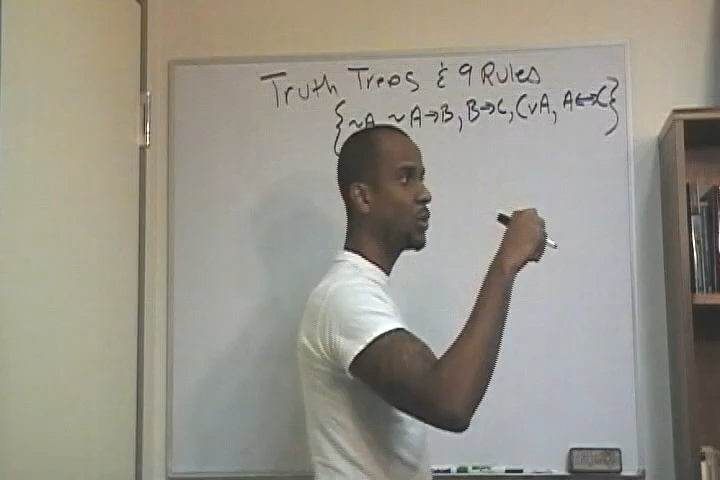 Truth Trees & 9 Rules
{~A, ~A→B, B→C, CvA, A↔C}